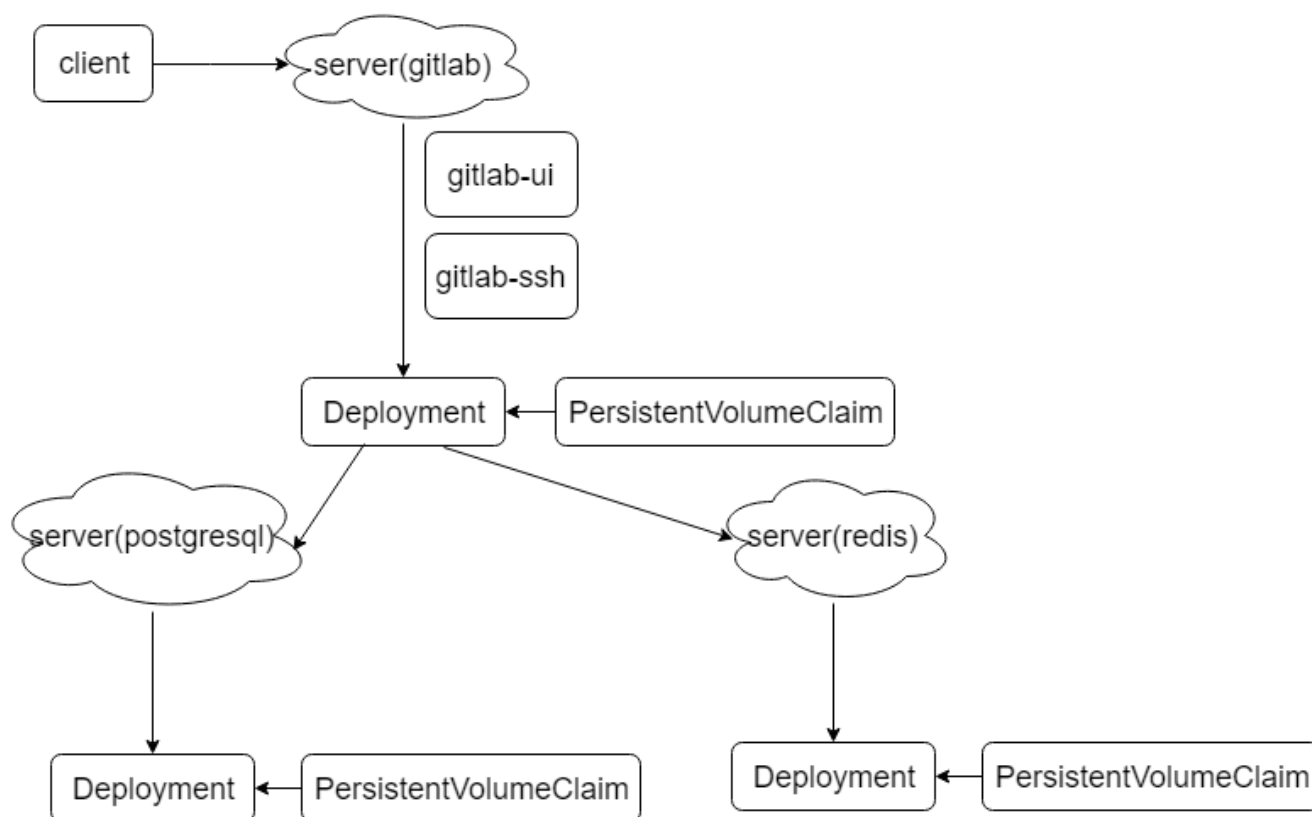 client
server(gitlab)
gitlab-ui
gitlab-ssh
Deployment
PersistentVolumeClaim
server(postgresql)
server(redis)
Deployment
PersistentVolumeClaim
Deployment
PersistentVolumeClaim